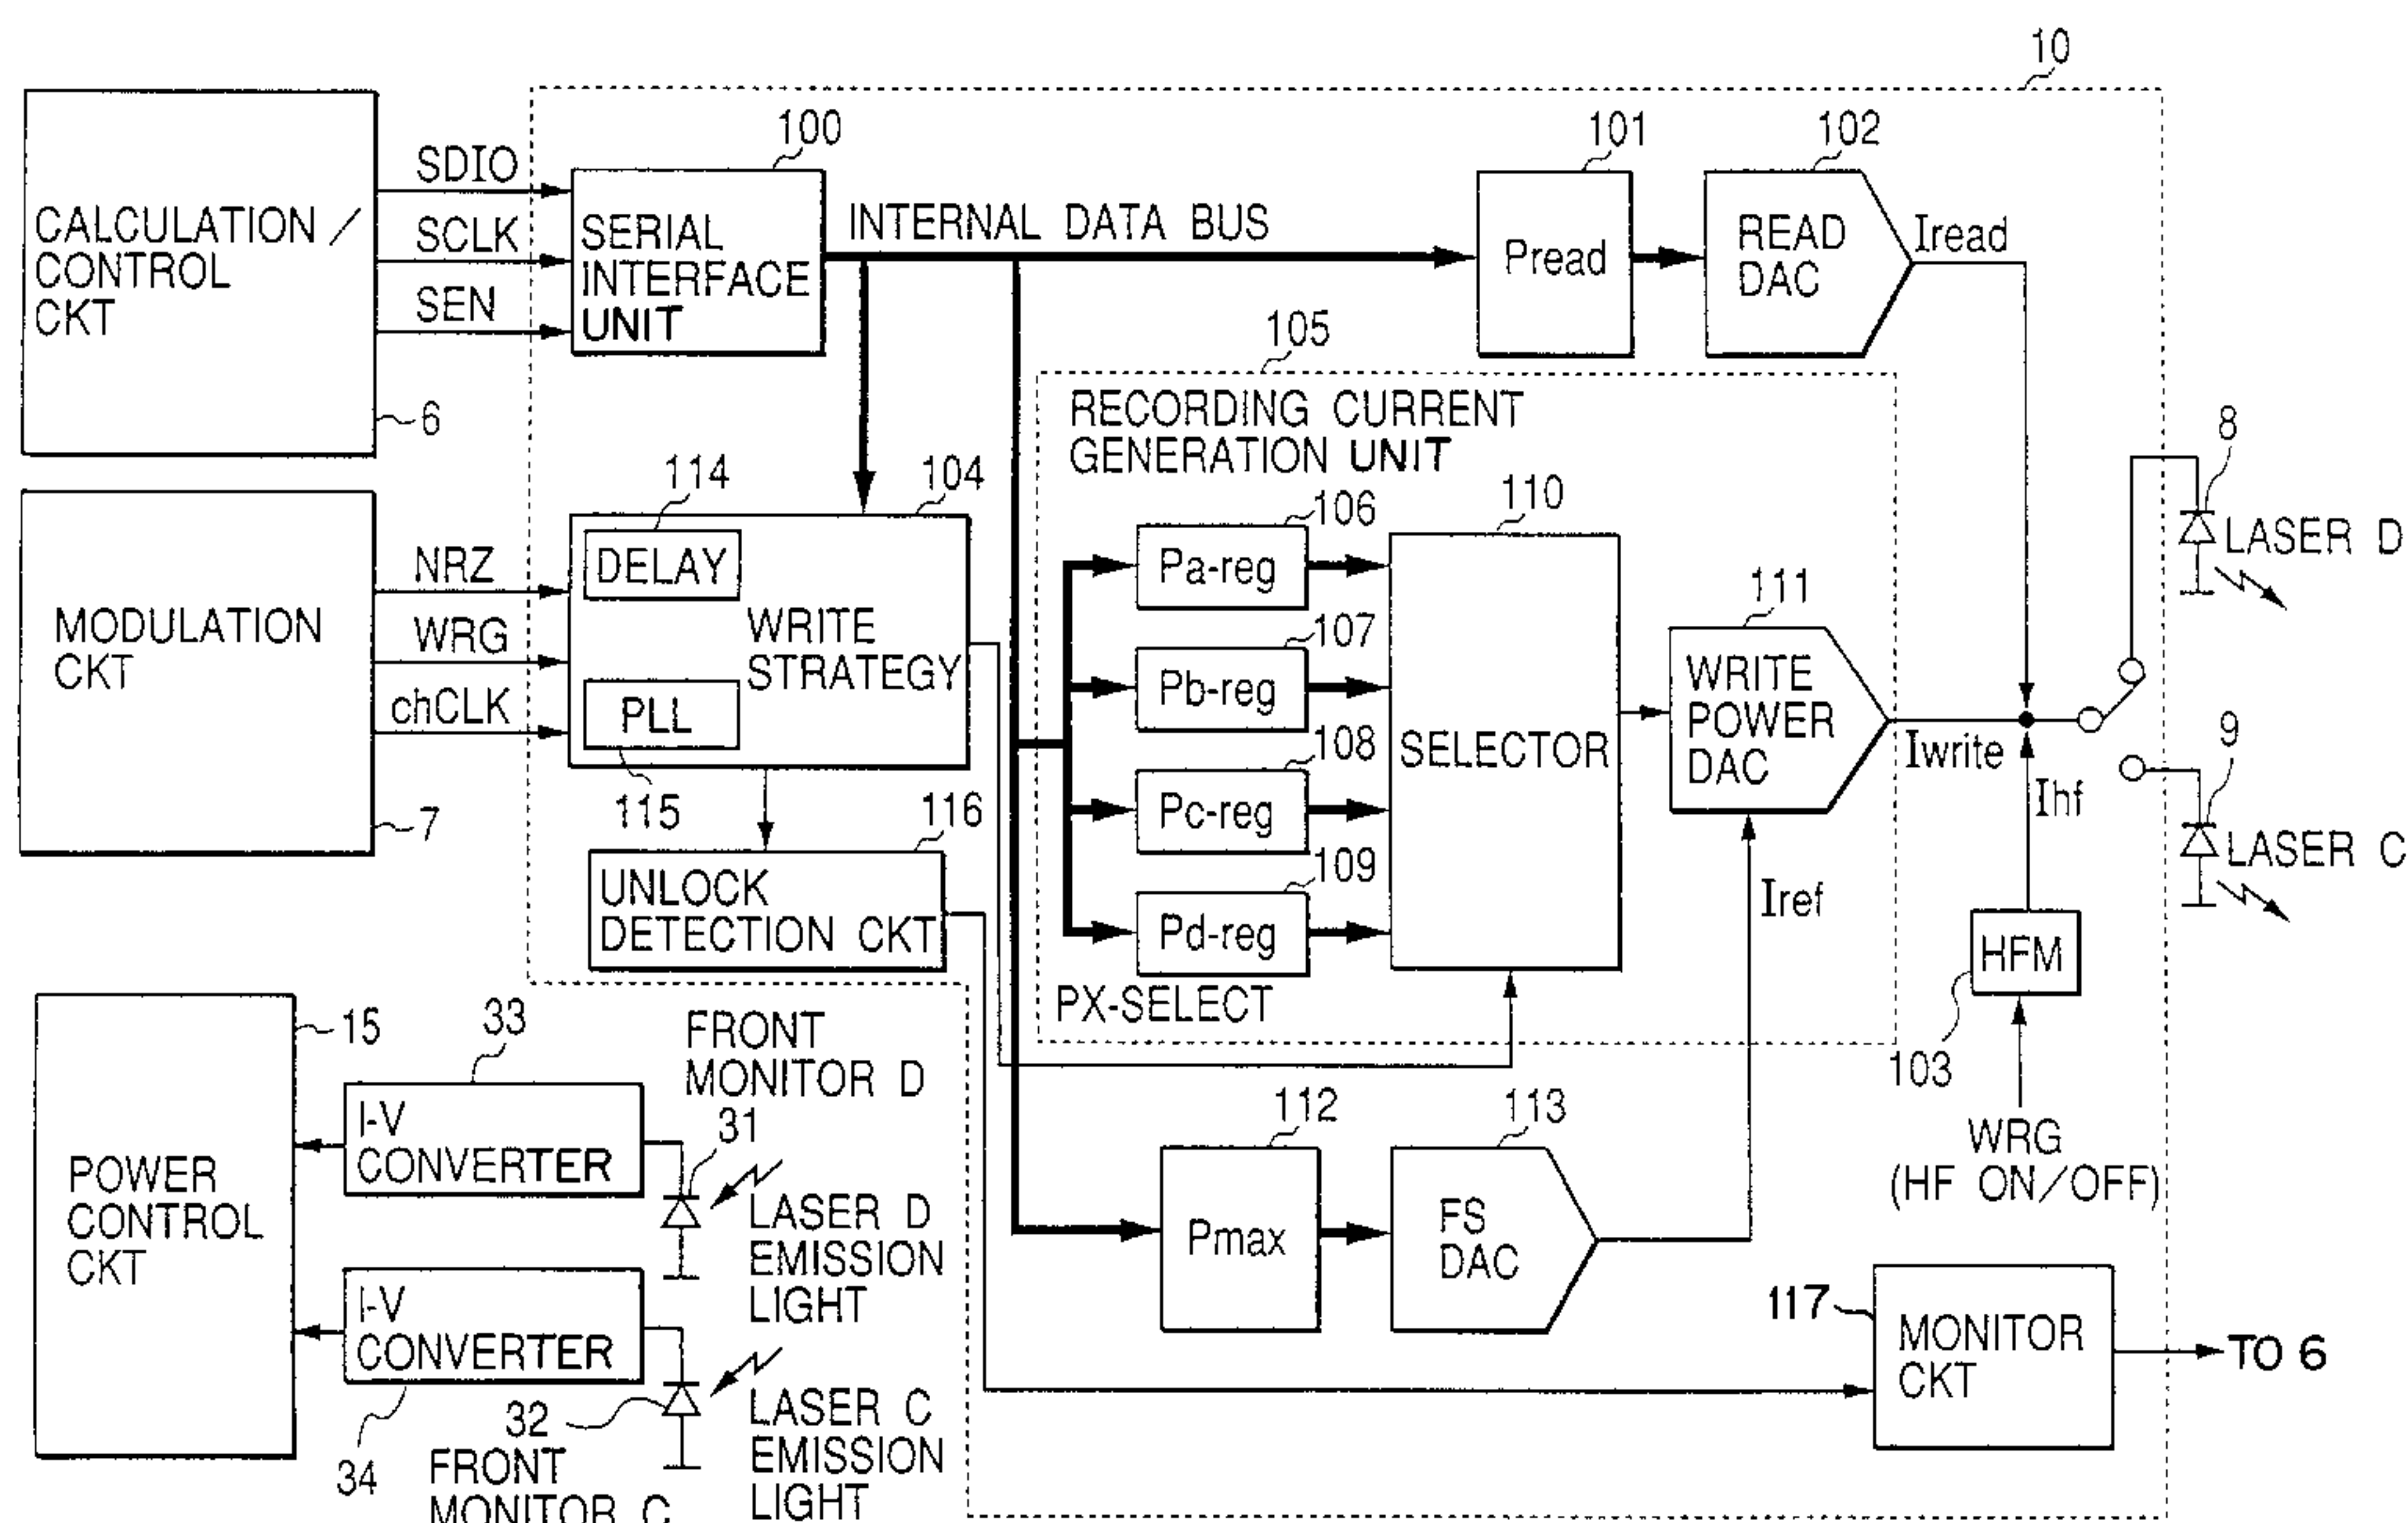 10
CALCULATION /
CONTROL
CKT
6
SDIO
SCLK
SEN
100
SERIAL
INTERFACE
UNIT
INTERNAL DATA BUS
101
Pread
102
READ
DAC
Iread
105
RECORDING CURRENT
GENERATION UNIT
MODULATION
CKT
7
NRZ
WRG
chCLK
114
104
DELAY
WRITE
STRATEGY
PLL
115
116
UNLOCK
DETECTION CKT
106
Pa-reg
107
Pb-reg
108
Pc-reg
109
Pd-reg
PX-SELECT
110
SELECTOR
111
WRITE
POWER
DAC
Iwrite
Iref
Ihf
8
LASER D
9
LASER C
HFM
103
WRG
(HF ON/OFF)
15
POWER
CONTROL
CKT
33
I-V
CONVERTER
FRONT
MONITOR D
31
LASER D
EMISSION
LIGHT
I-V
CONVERTER
34
32
FRONT
MONITOR C
LASER C
EMISSION
LIGHT
112
Pmax
113
FS
DAC
117
MONITOR
CKT
TO 6